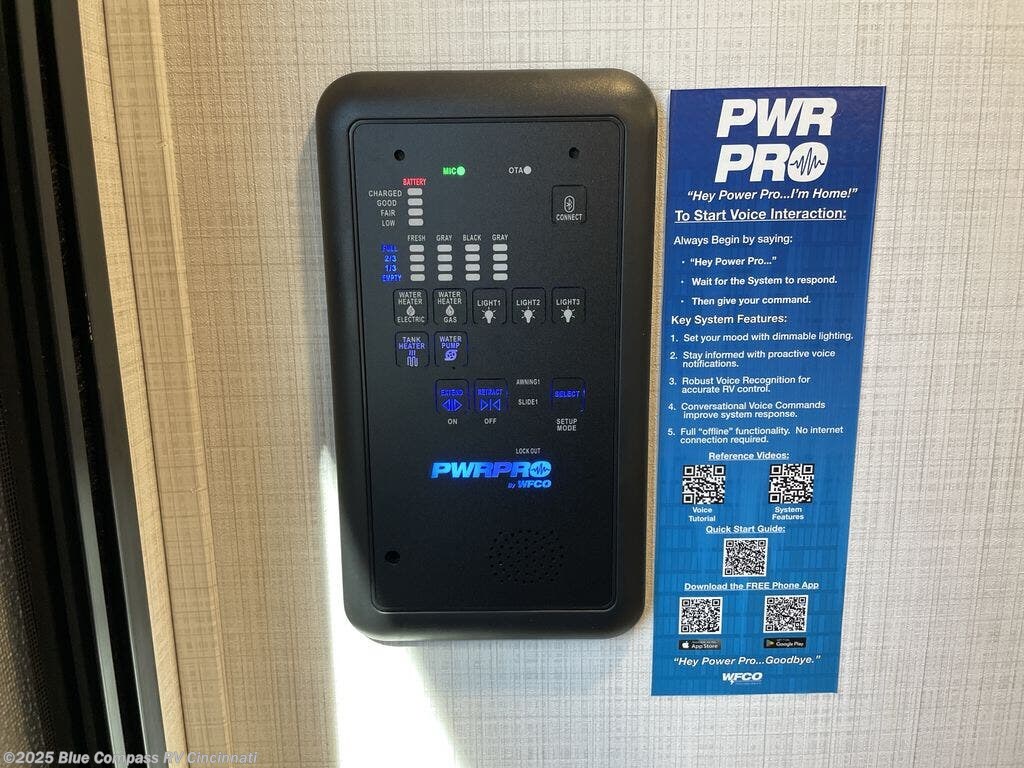 MIC
OTA
BATTERY
CHARGED
GOOD
FAIR
LOW
CONNECT
FRESH GRAY BLACK GRAY
FULL
2/3
1/3
EMPTY
WATER HEATER ELECTRIC
WATER HEATER GAS
LIGHT1
LIGHT2
LIGHT3
TANK HEATER
WATER PUMP
EXTEND
RETRACT
AWNING1
SLIDE1
SELECT
ON
OFF
SETUP MODE
LOCK OUT
PWRPRO
By WFCO
PWR
PRO
"Hey Power Pro...I'm Home!"
To Start Voice Interaction:
Always Begin by saying:
· "Hey Power Pro..."
· Wait for the System to respond.
· Then give your command.
Key System Features:
1. Set your mood with dimmable lighting.
2. Stay informed with proactive voice
notifications.
3. Robust Voice Recognition for
accurate RV control.
4. Conversational Voice Commands
improve system response.
5. Full "offline" functionality. No internet
connection required.
Reference Videos:
Voice
Tutorial
System
Features
Quick Start Guide:
Download the FREE Phone App
App Store
Google Play
"Hey Power Pro...Goodbye."
WFCO
©2025 Blue Compass RV Cincinnati